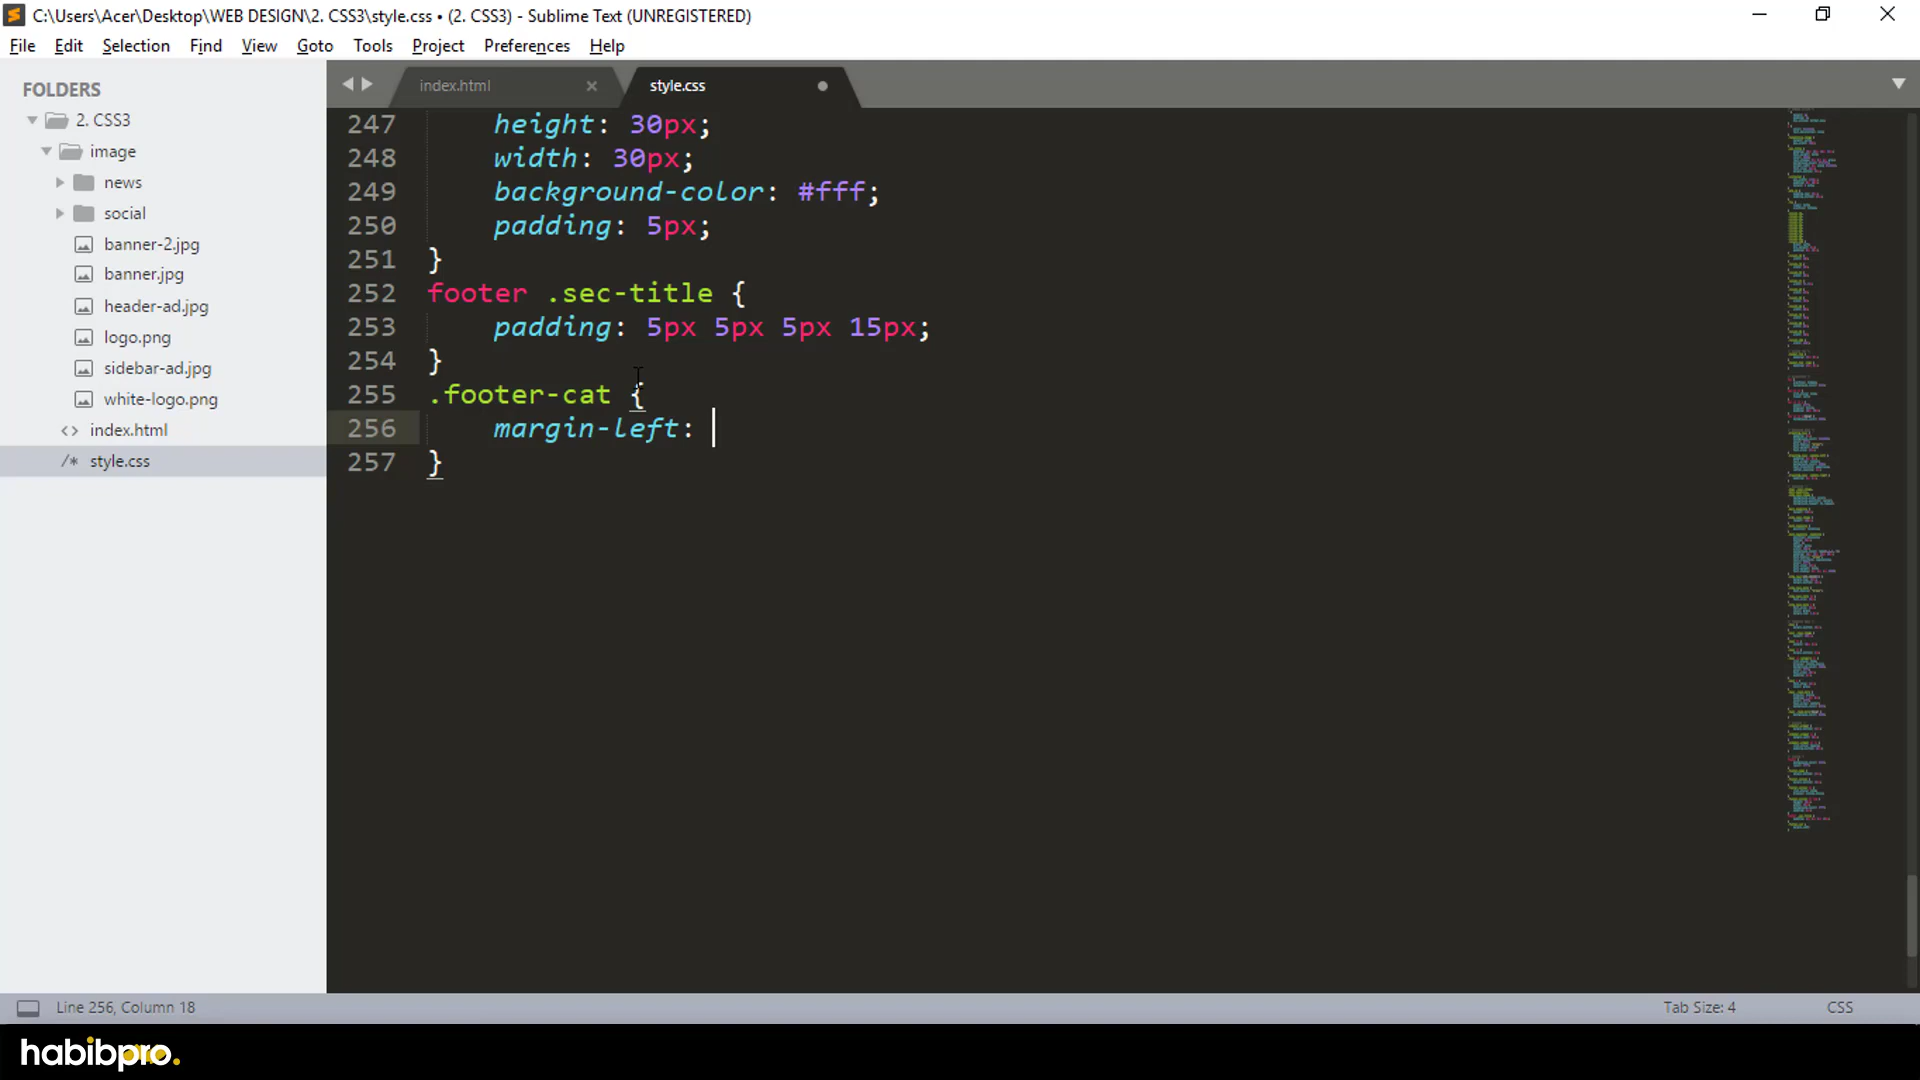 C:\Users\Acer\Desktop\WEB DESIGN\2. CSS3\style.css • (2. CSS3) - Sublime Text (UNREGISTERED)
File Edit Selection Find View Goto Tools Project Preferences Help
FOLDERS
2. CSS3
image
news
social
banner-2.jpg
banner.jpg
header-ad.jpg
logo.png
sidebar-ad.jpg
white-logo.png
<> index.html
/* style.css
index.html
style.css
247 height: 30px;
248 width: 30px;
249 background-color: #fff;
250 padding: 5px;
251 }
252 footer .sec-title {
253 padding: 5px 5px 5px 15px;
254 }
255 .footer-cat {
256 margin-left:
257 }
Line 256, Column 18
Tab Size: 4
CSS
habibpro.